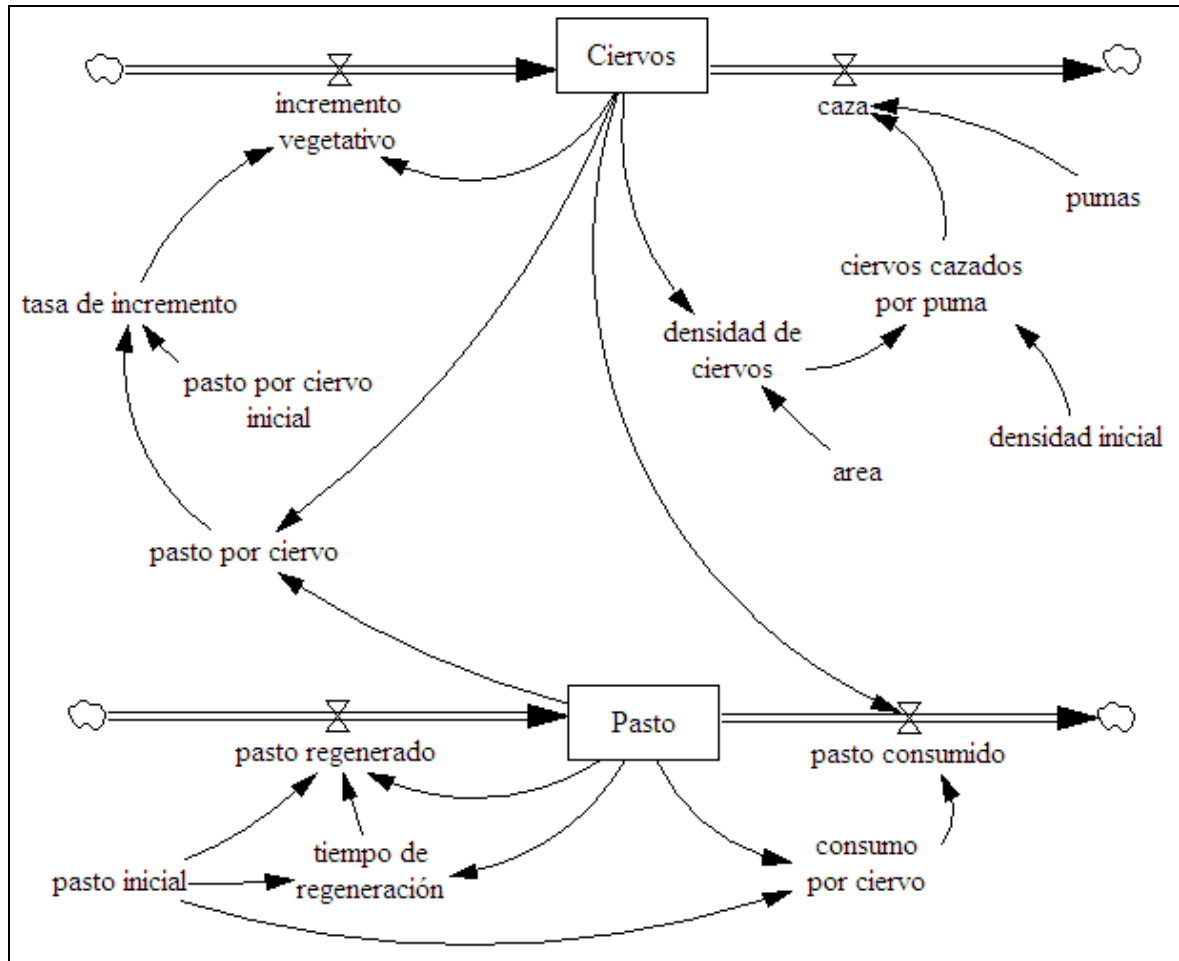 Ciervos
incremento
vegetativo
caza
pumas
ciervos cazados
por puma
tasa de incremento
densidad de
ciervos
pasto por ciervo
inicial
densidad inicial
area
pasto por ciervo
Pasto
pasto regenerado
pasto consumido
tiempo de
regeneración
consumo
por ciervo
pasto inicial